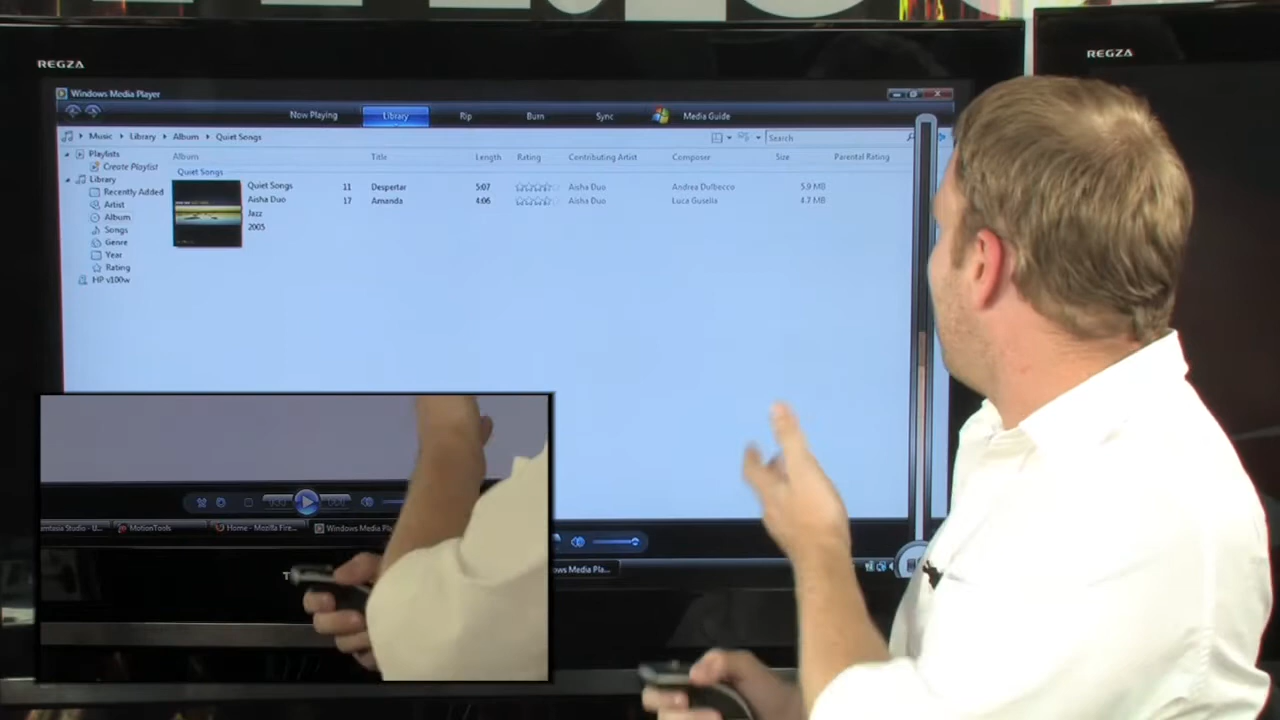 REGZA
REGZA
Windows Media Player
Now Playing Library Rip Burn Sync Media Guide
Music Library Album Quiet Songs Search
Playlists
Create Playlist
Library
Recently Added
Artist
Album
Songs
Genre
Year
Rating
HP v100w
Album Title Length Rating Contributing Artist Composer Size Parental Rating
Quiet Songs
Quiet Songs 11 Despertar 5:07 Aisha Duo Andrea Dulbecco 5.9 MB
Aisha Duo 17 Amanda 4:06 Aisha Duo Luca Gusella 4.7 MB
Jazz
2005
MotionTools Home - Mozilla Fire... Windows Media Pla
ows Media Pla...